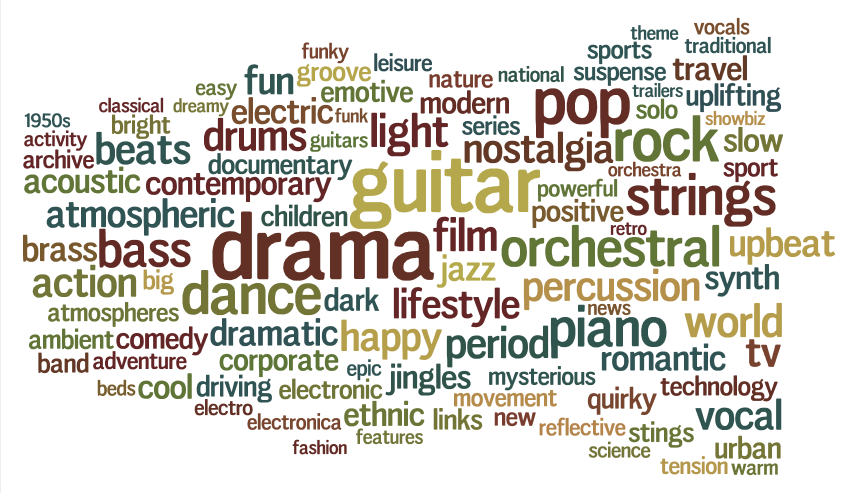 theme
vocals
funky
sports
traditional
leisure
groove
nature
national
suspense
travel
easy
fun
emotive
modern
pop
trailers
uplifting
classical
dreamy
electric
funk
light
series
solo
showbiz
1950s
bright
drums
guitars
nostalgia
rock
slow
activity
beats
archive
documentary
guitar
orchestra
sport
acoustic
contemporary
powerful
strings
atmospheric
children
positive
retro
brass
bass
drama
film
orchestral
upbeat
action
big
jazz
percussion
synth
dance
dark
lifestyle
news
atmospheres
world
ambient
comedy
dramatic
happy
period
piano
tv
band
adventure
corporate
epic
jingles
mysterious
romantic
beds
cool
driving
electronic
movement
quirky
technology
electro
electronica
ethnic
links
new
reflective
stings
vocal
fashion
features
science
urban
tension
warm